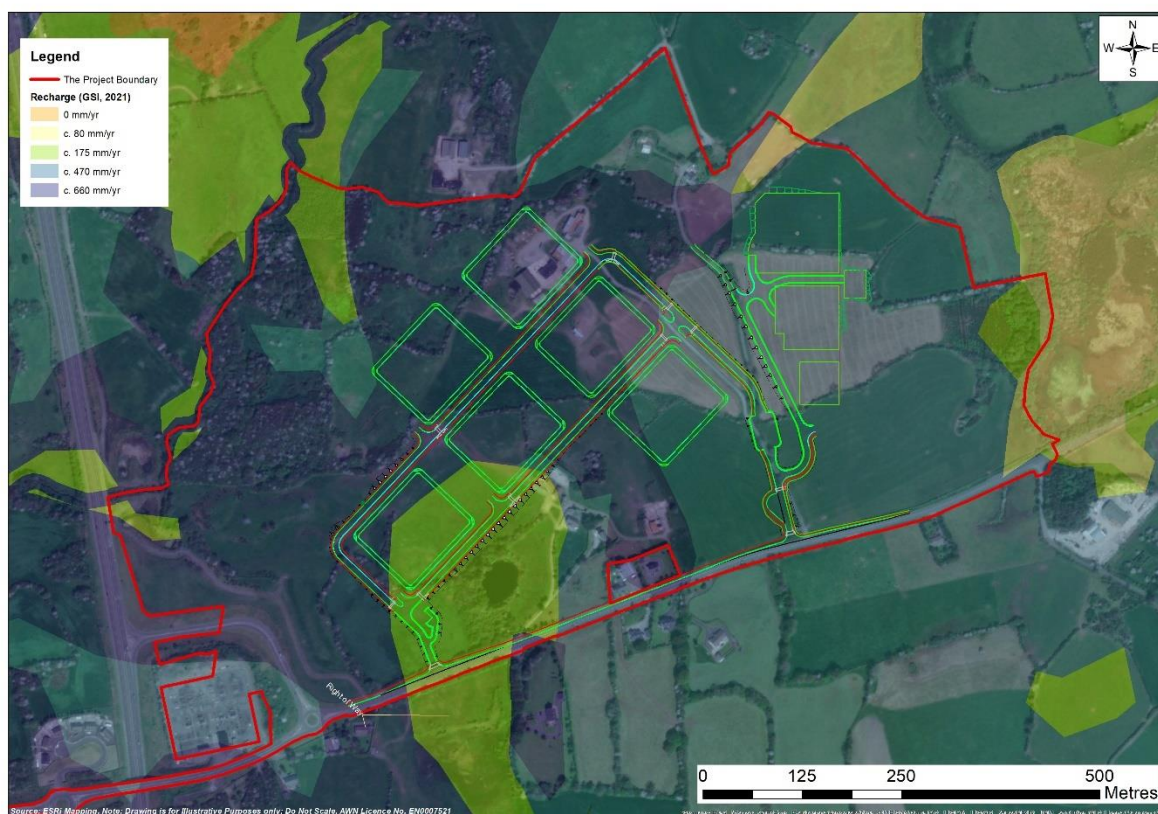 Legend
The Project Boundary
Recharge (GSI, 2021)
0 mm/yr
c. 80 mm/yr
c. 175 mm/yr
c. 470 mm/yr
c. 660 mm/yr
N
W E
S
Right of Way
0 125 250 500
Metres
Source: ESRi Mapping. Note: Drawing is for Illustrative Purposes only: Do Not Scale. AWN Licence No. EN0007521